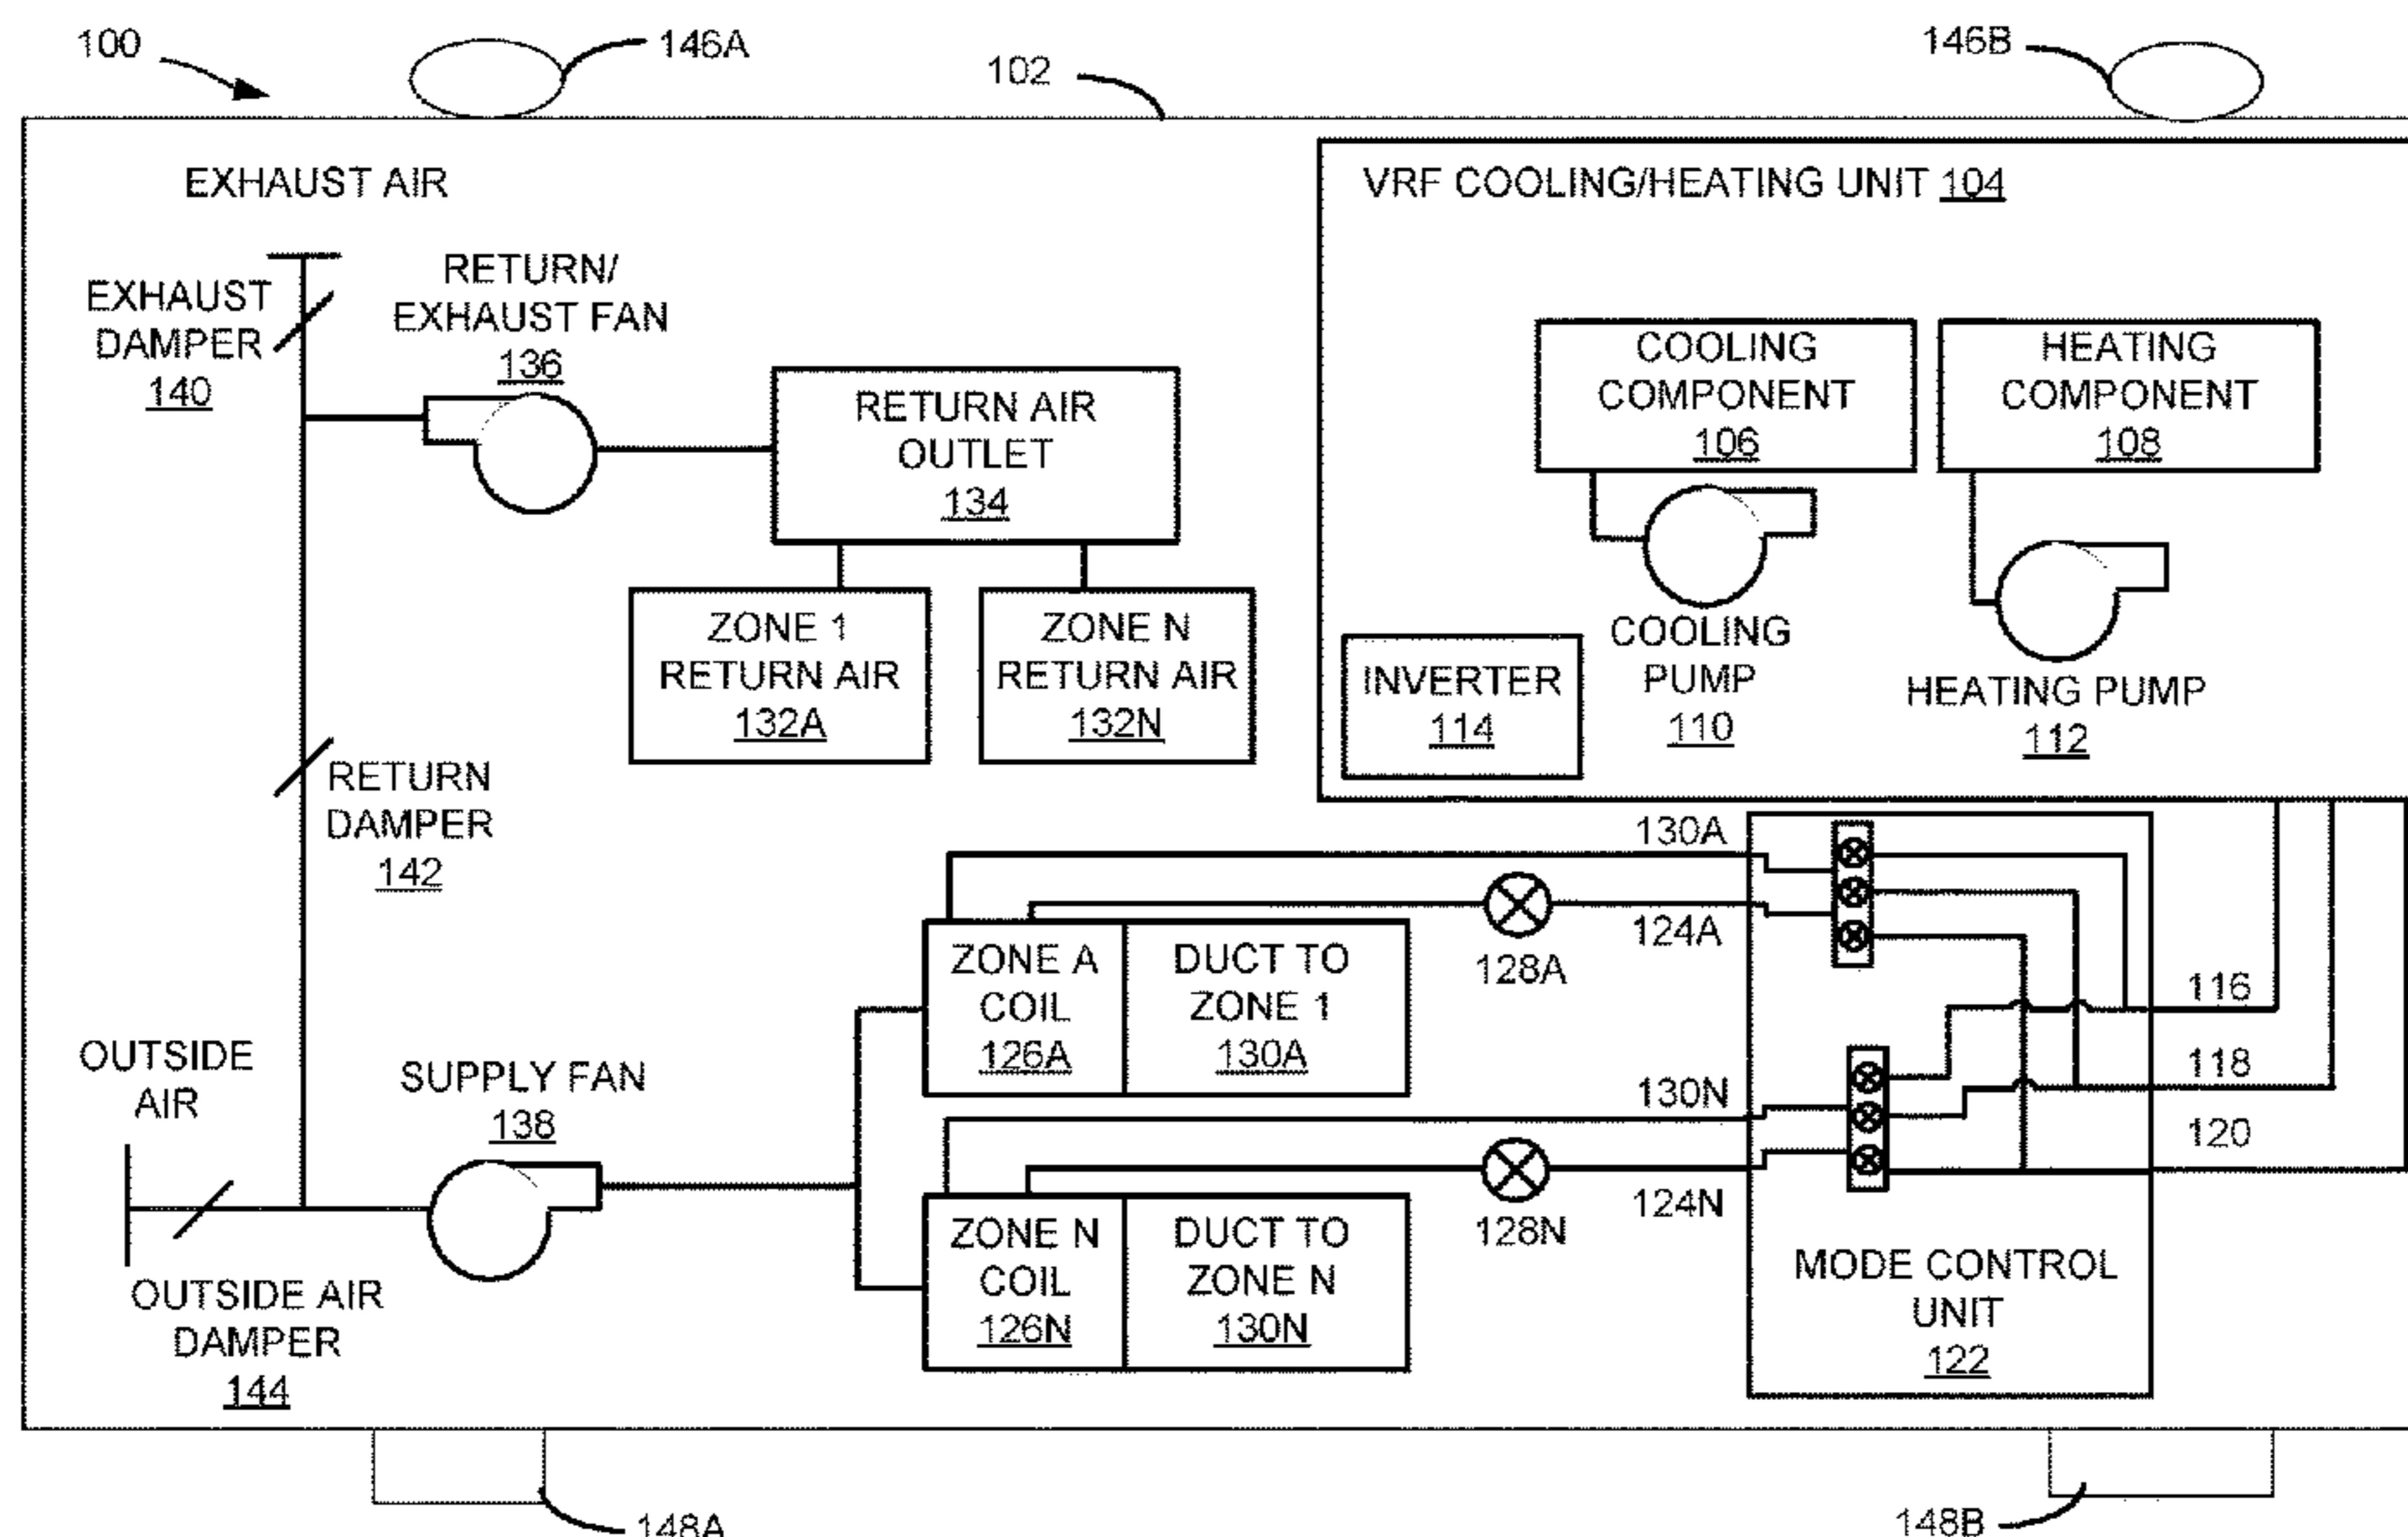 100
146A
102
146B
EXHAUST AIR
VRF COOLING/HEATING UNIT 104
EXHAUST
DAMPER
140
RETURN/
EXHAUST FAN
136
RETURN AIR
OUTLET
134
COOLING
COMPONENT
106
HEATING
COMPONENT
108
ZONE 1
RETURN AIR
132A
ZONE N
RETURN AIR
132N
INVERTER
114
COOLING
PUMP
110
HEATING PUMP
112
RETURN
DAMPER
142
130A
124A
128A
ZONE A
COIL
126A
DUCT TO
ZONE 1
130A
116
118
120
OUTSIDE
AIR
SUPPLY FAN
138
130N
124N
128N
ZONE N
COIL
126N
DUCT TO
ZONE N
130N
MODE CONTROL
UNIT
122
OUTSIDE AIR
DAMPER
144
148A
148B